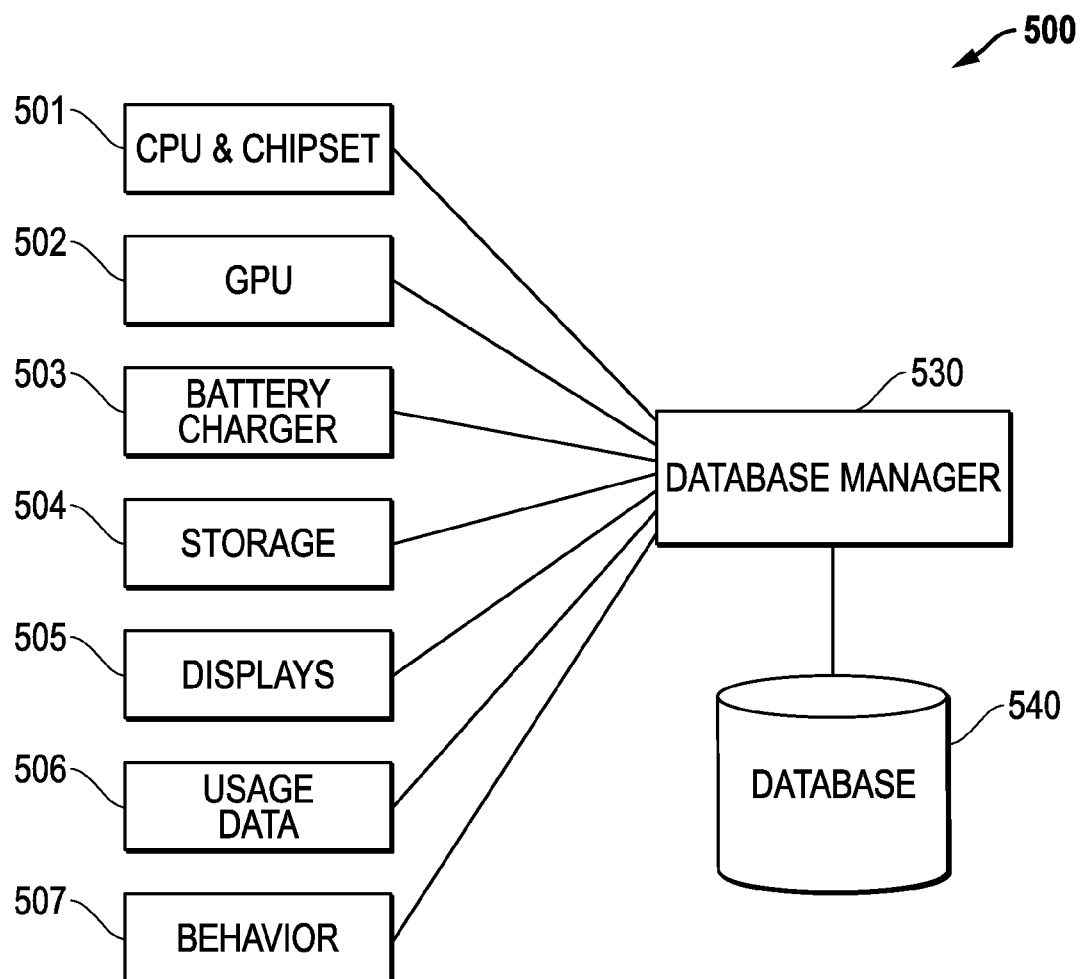 500
501
CPU & CHIPSET
502
GPU
503
BATTERY
CHARGER
530
DATABASE MANAGER
504
STORAGE
505
DISPLAYS
540
DATABASE
506
USAGE
DATA
507
BEHAVIOR